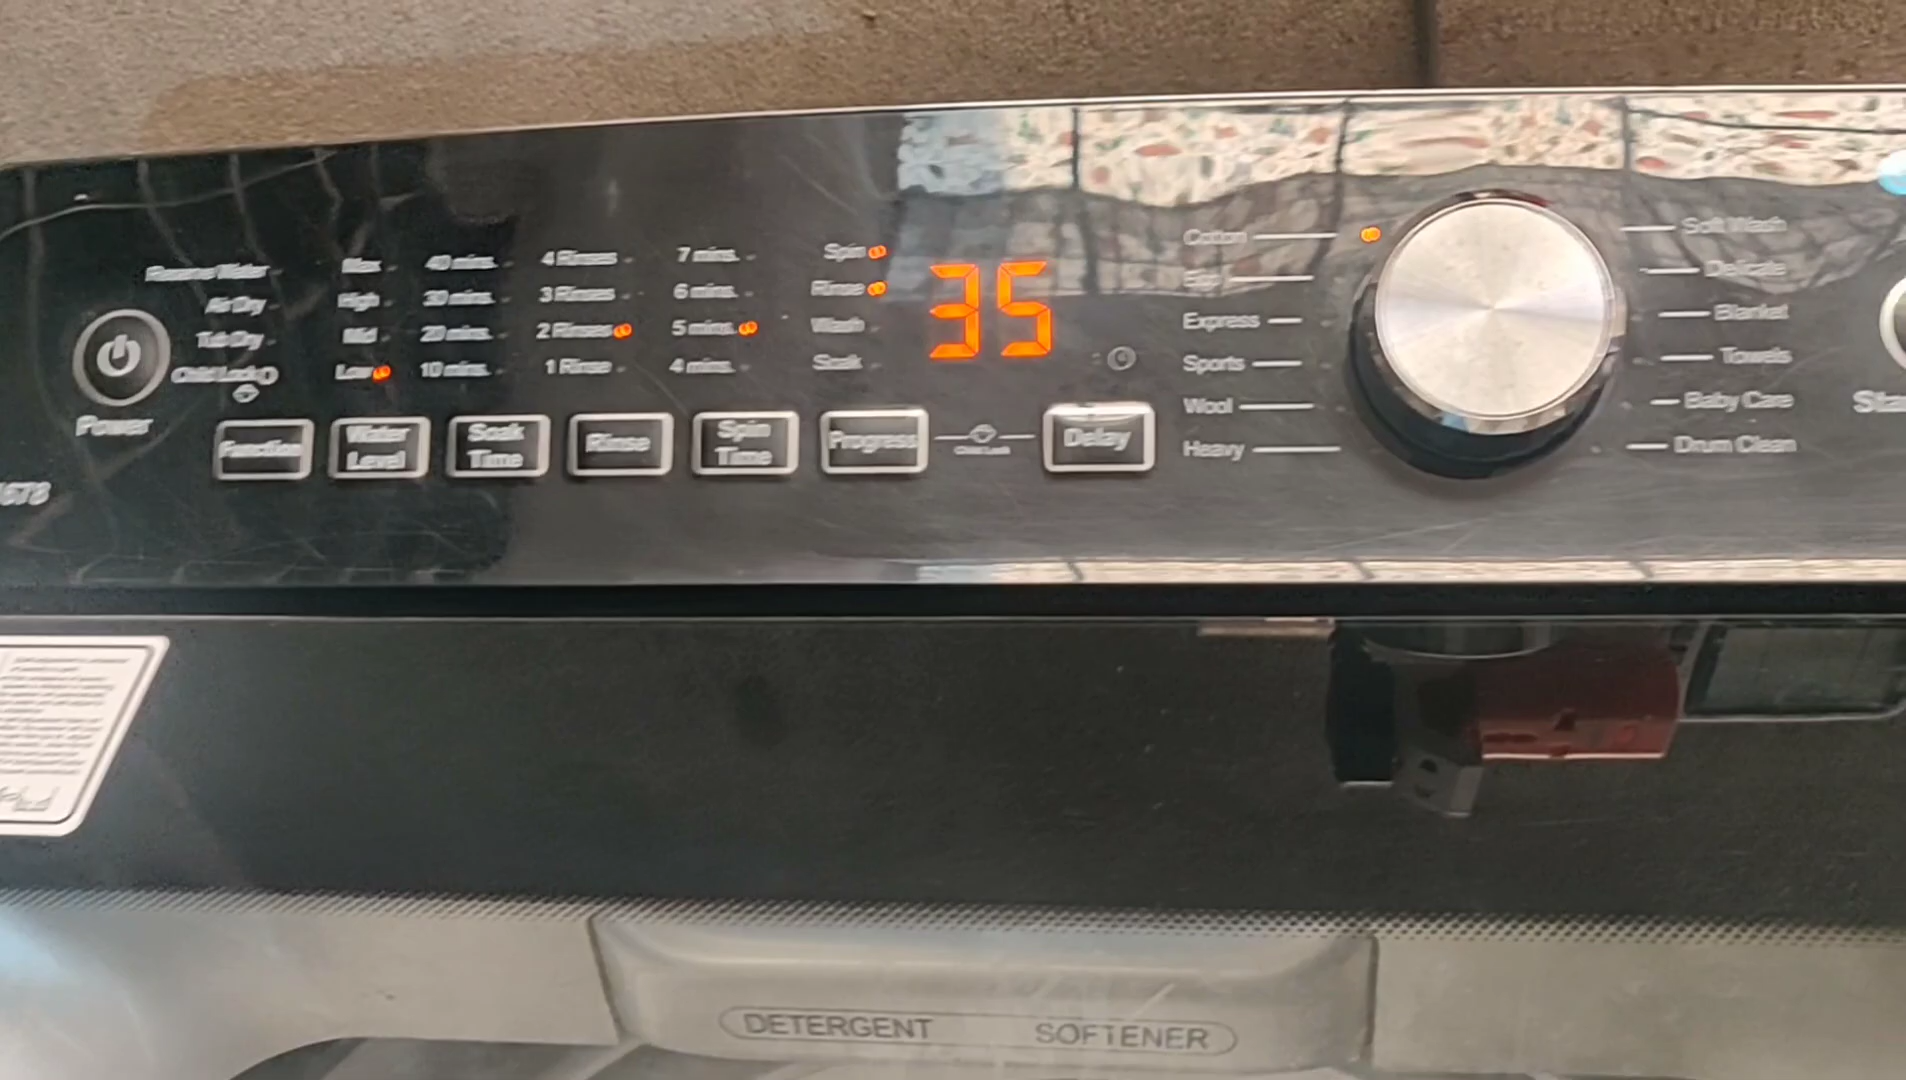 Reserve Water
Air Dry
Tub Dry
Child Lock
Power
Max
High
Mid
Low
40 mins.
30 mins.
20 mins.
10 mins.
4 Rinses
3 Rinses
2 Rinses
1 Rinse
7 mins.
6 mins.
5 mins.
4 mins.
Spin
Rinse
Wash
Soak
35
Function
Water
Level
Soak
Time
Rinse
Spin
Time
Progress
Child Lock
Delay
Cotton
Express
Sports
Wool
Heavy
Soft Wash
Delicate
Blanket
Towels
Baby Care
Drum Clean
DETERGENT SOFTENER